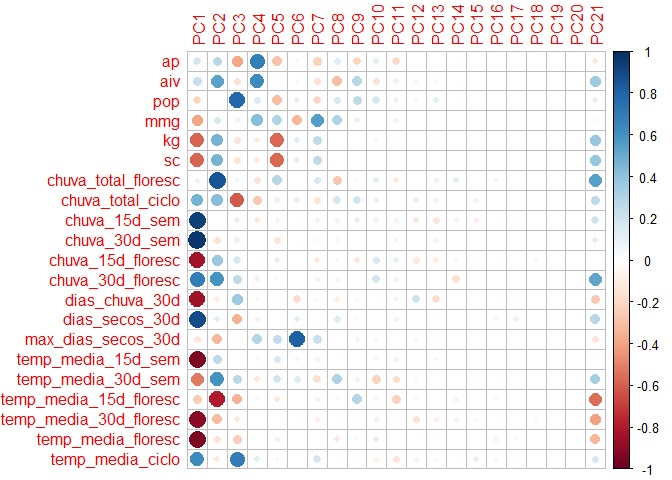 PC1 PC2 PC3 PC4 PC5 PC6 PC7 PC8 PC9 PC10 PC11 PC12 PC13 PC14 PC15 PC16 PC17 PC18 PC19 PC20 PC21
ap
aiv
pop
mmg
kg
sc
chuva_total_floresc
chuva_total_ciclo
chuva_15d_sem
chuva_30d_sem
chuva_15d_floresc
chuva_30d_floresc
dias_chuva_30d
dias_secos_30d
max_dias_secos_30d
temp_media_15d_sem
temp_media_30d_sem
temp_media_15d_floresc
temp_media_30d_floresc
temp_media_floresc
temp_media_ciclo
1
0.8
0.6
0.4
0.2
0
-0.2
-0.4
-0.6
-0.8
-1